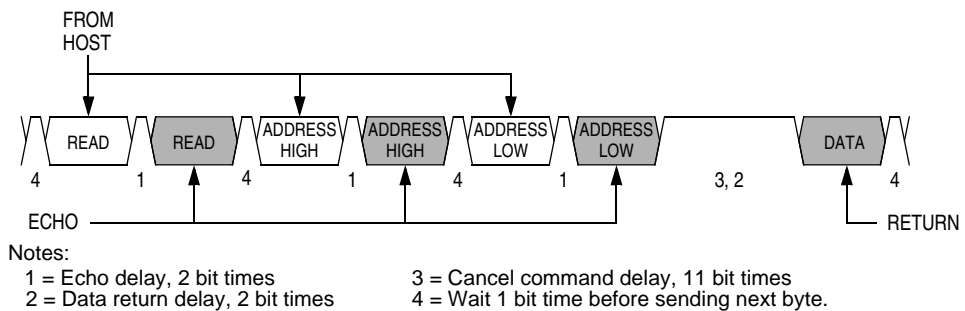 FROM
HOST
READ READ ADDRESS HIGH ADDRESS HIGH ADDRESS LOW ADDRESS LOW DATA
4 1 4 1 4 1 3, 2 4
ECHO RETURN
Notes:
1 = Echo delay, 2 bit times 3 = Cancel command delay, 11 bit times
2 = Data return delay, 2 bit times 4 = Wait 1 bit time before sending next byte.